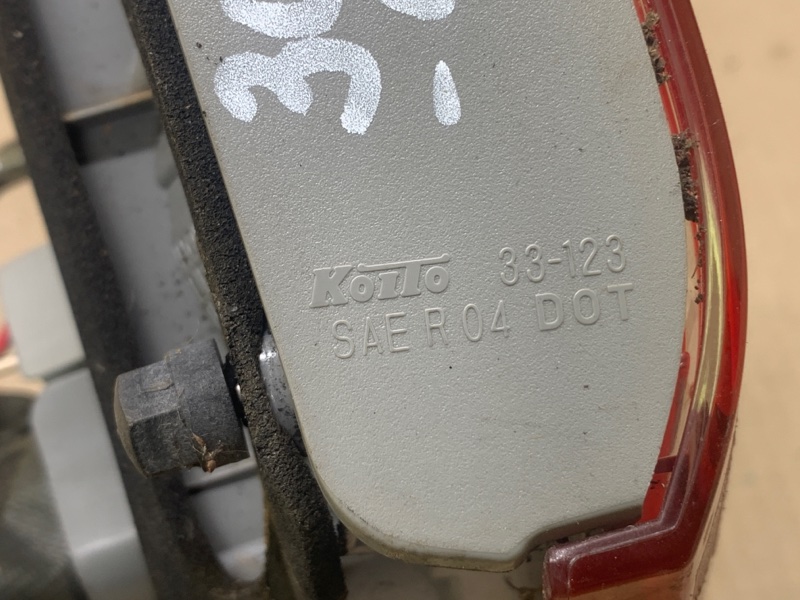 KOITO 33-123
SAE R 04 DOT